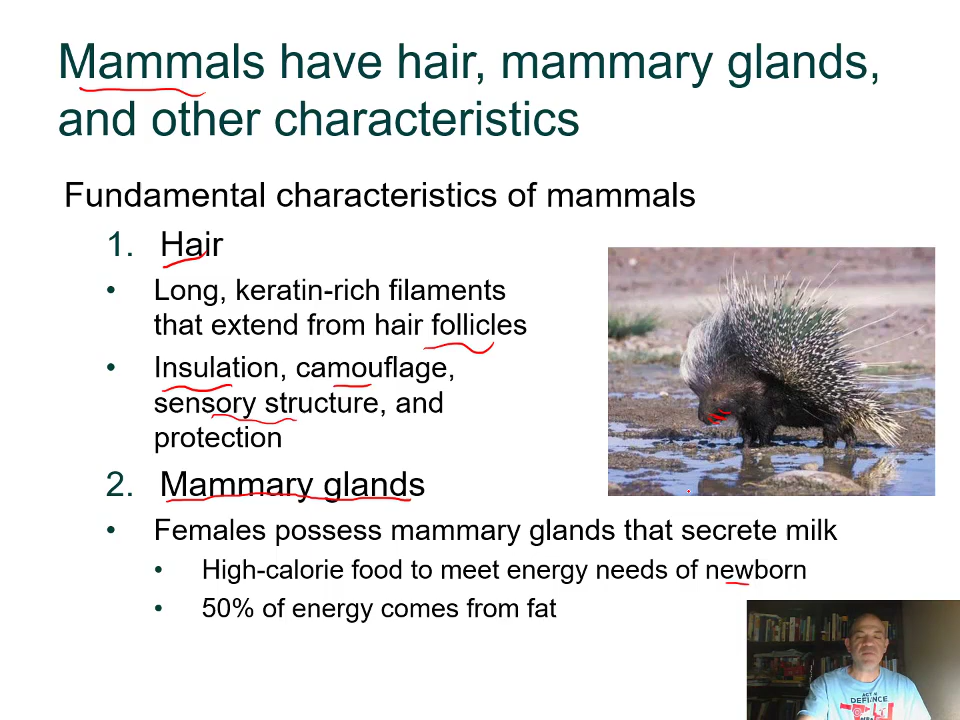 Mammals have hair, mammary glands,
and other characteristics
Fundamental characteristics of mammals
1. Hair
• Long, keratin-rich filaments
that extend from hair follicles
• Insulation, camouflage,
sensory structure, and
protection
2. Mammary glands
• Females possess mammary glands that secrete milk
• High-calorie food to meet energy needs of newborn
• 50% of energy comes from fat
DEFIANCE